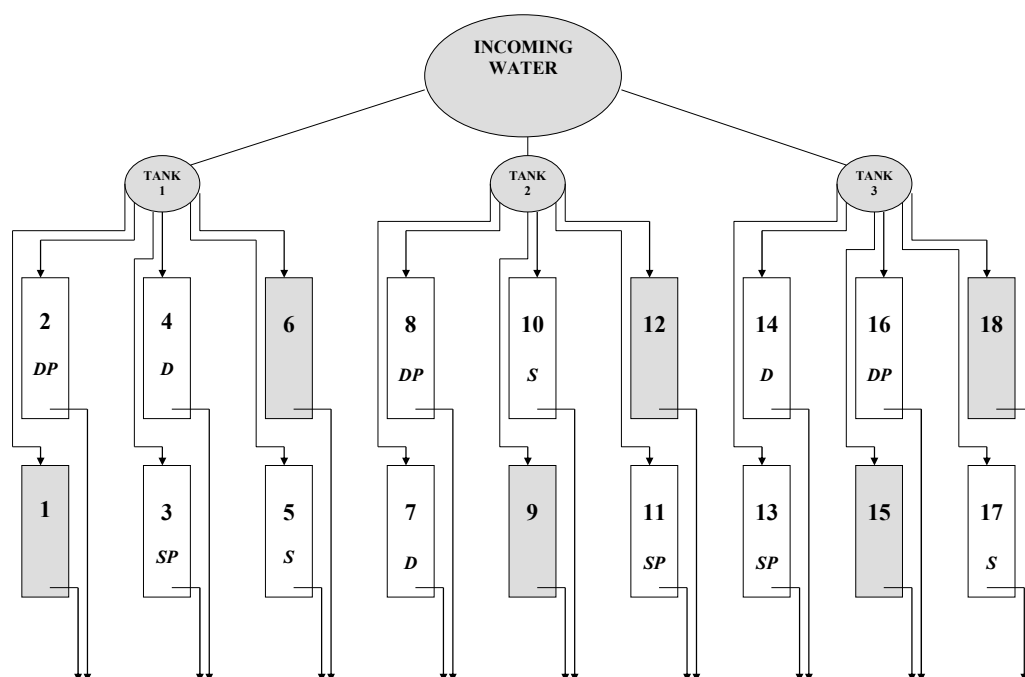 INCOMING
WATER
TANK
1
TANK
2
TANK
3
2
DP
4
D
6
8
DP
10
S
12
14
D
16
DP
18
1
3
SP
5
S
7
D
9
11
SP
13
SP
15
17
S